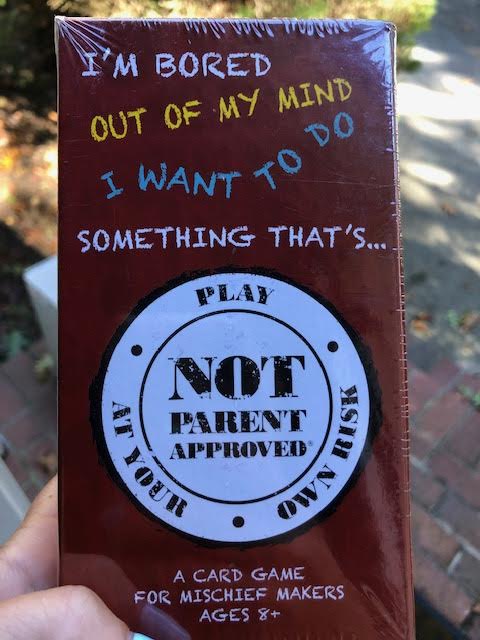 I'M BORED
OUT OF MY MIND
I WANT TO DO
SOMETHING THAT'S...
PLAY
AT YOUR
OWN RISK
NOT
PARENT
APPROVED®
A CARD GAME
FOR MISCHIEF MAKERS
AGES 8+